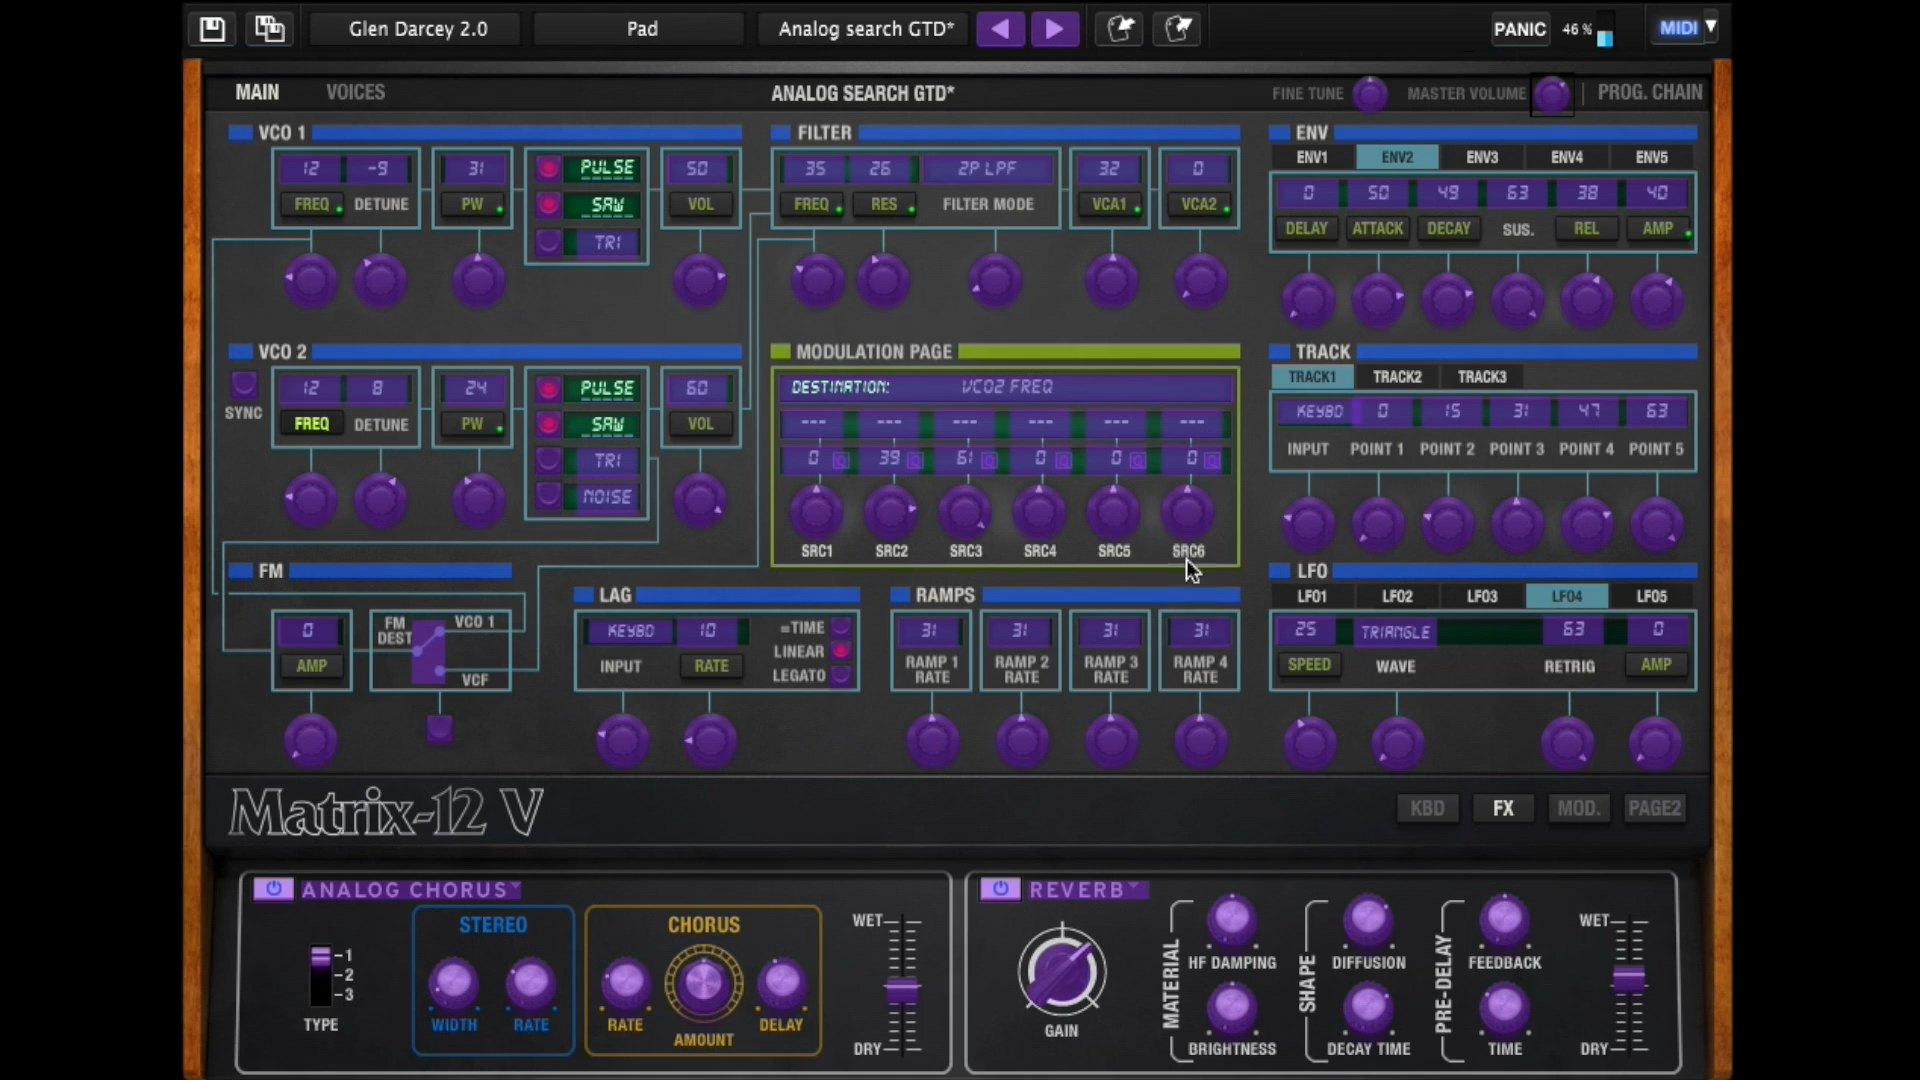 Glen Darcey 2.0 Pad Analog search GTD* PANIC 46 % MIDI
MAIN VOICES ANALOG SEARCH GTD* FINE TUNE MASTER VOLUME PROG. CHAIN
VCO 1
12 -9 31 PULSE 50
FREQ DETUNE PW SAW VOL
TRI
FILTER
35 26 2P LPF 32 0
FREQ RES FILTER MODE VCA1 VCA2
ENV
ENV1 ENV2 ENV3 ENV4 ENV5
0 50 49 63 38 40
DELAY ATTACK DECAY SUS. REL AMP
VCO 2
SYNC
12 8 24 PULSE 60
FREQ DETUNE PW SAW VOL
TRI
NOISE
MODULATION PAGE
DESTINATION: VCO2 FREQ
--- --- --- --- --- ---
0 Q 39 Q 61 Q 0 Q 0 Q 0 Q
SRC1 SRC2 SRC3 SRC4 SRC5 SRC6
TRACK
TRACK1 TRACK2 TRACK3
KEYBD 0 15 31 47 63
INPUT POINT 1 POINT 2 POINT 3 POINT 4 POINT 5
FM
0 FM DEST VCO 1
AMP VCF
LAG
KEYBD 10 =TIME
INPUT RATE LINEAR
LEGATO
RAMPS
31 31 31 31
RAMP 1 RAMP 2 RAMP 3 RAMP 4
RATE RATE RATE RATE
LFO
LFO1 LFO2 LFO3 LFO4 LFO5
25 TRIANGLE 63 0
SPEED WAVE RETRIG AMP
Matrix-12 V KBD FX MOD. PAGE2
ANALOG CHORUS
1
2
3
TYPE
STEREO
WIDTH RATE
CHORUS
RATE AMOUNT DELAY
WET
DRY
REVERB
GAIN
MATERIAL
HF DAMPING
BRIGHTNESS
SHAPE
DIFFUSION
DECAY TIME
PRE-DELAY
FEEDBACK
TIME
WET
DRY